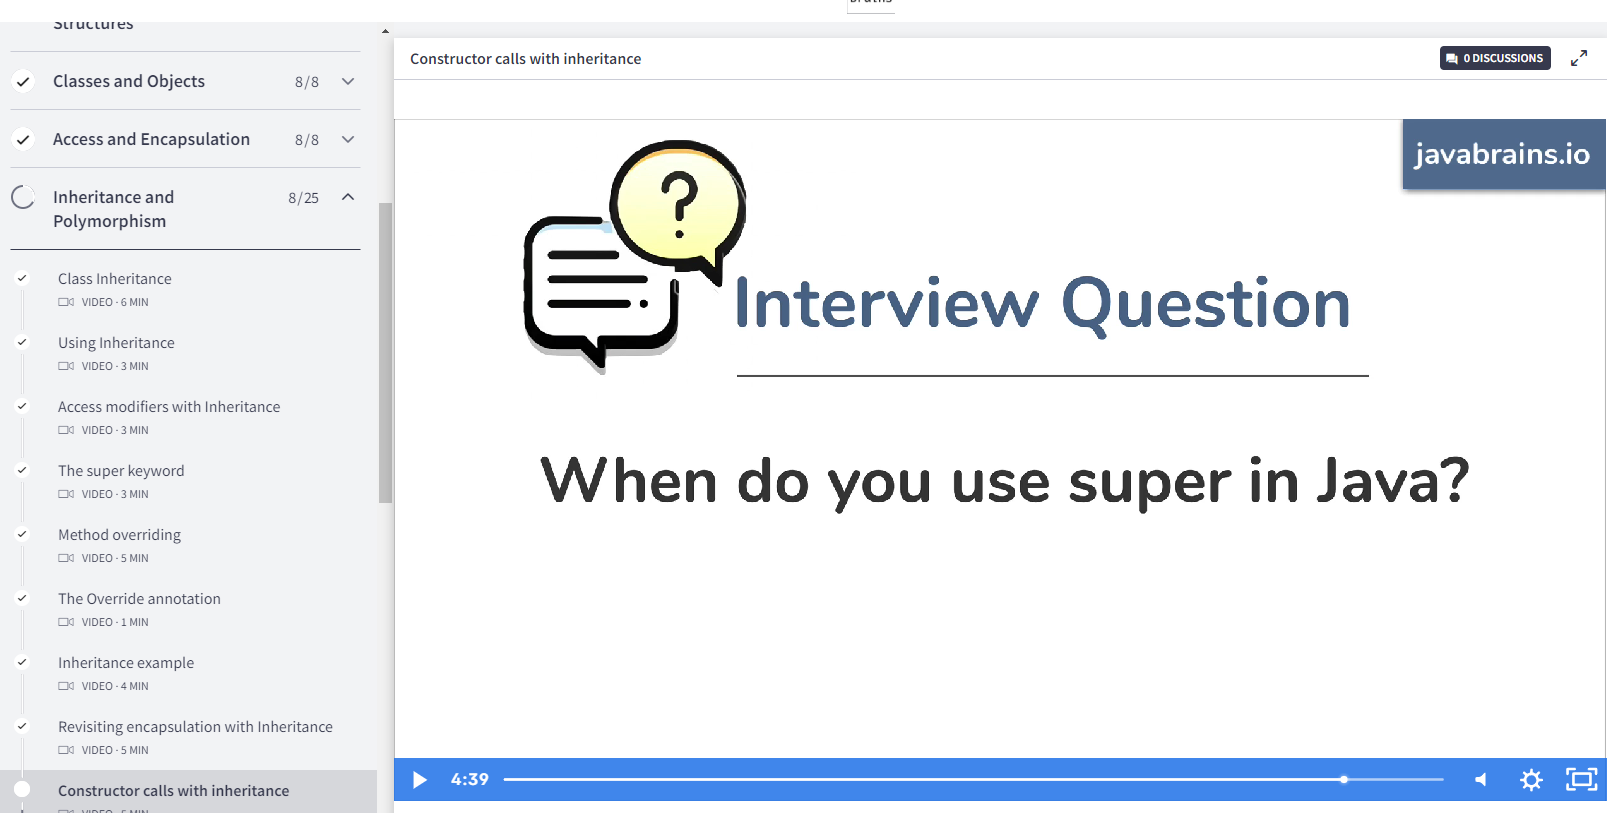 Structures
Classes and Objects
8/8
Access and Encapsulation
8/8
Inheritance and
Polymorphism
8/25
Class Inheritance
VIDEO · 6 MIN
Using Inheritance
VIDEO · 3 MIN
Access modifiers with Inheritance
VIDEO · 3 MIN
The super keyword
VIDEO · 3 MIN
Method overriding
VIDEO · 5 MIN
The Override annotation
VIDEO · 1 MIN
Inheritance example
VIDEO · 4 MIN
Revisiting encapsulation with Inheritance
VIDEO · 5 MIN
Constructor calls with inheritance
Constructor calls with inheritance
0 DISCUSSIONS
javabrains.io
?
Interview Question
When do you use super in Java?
4:39